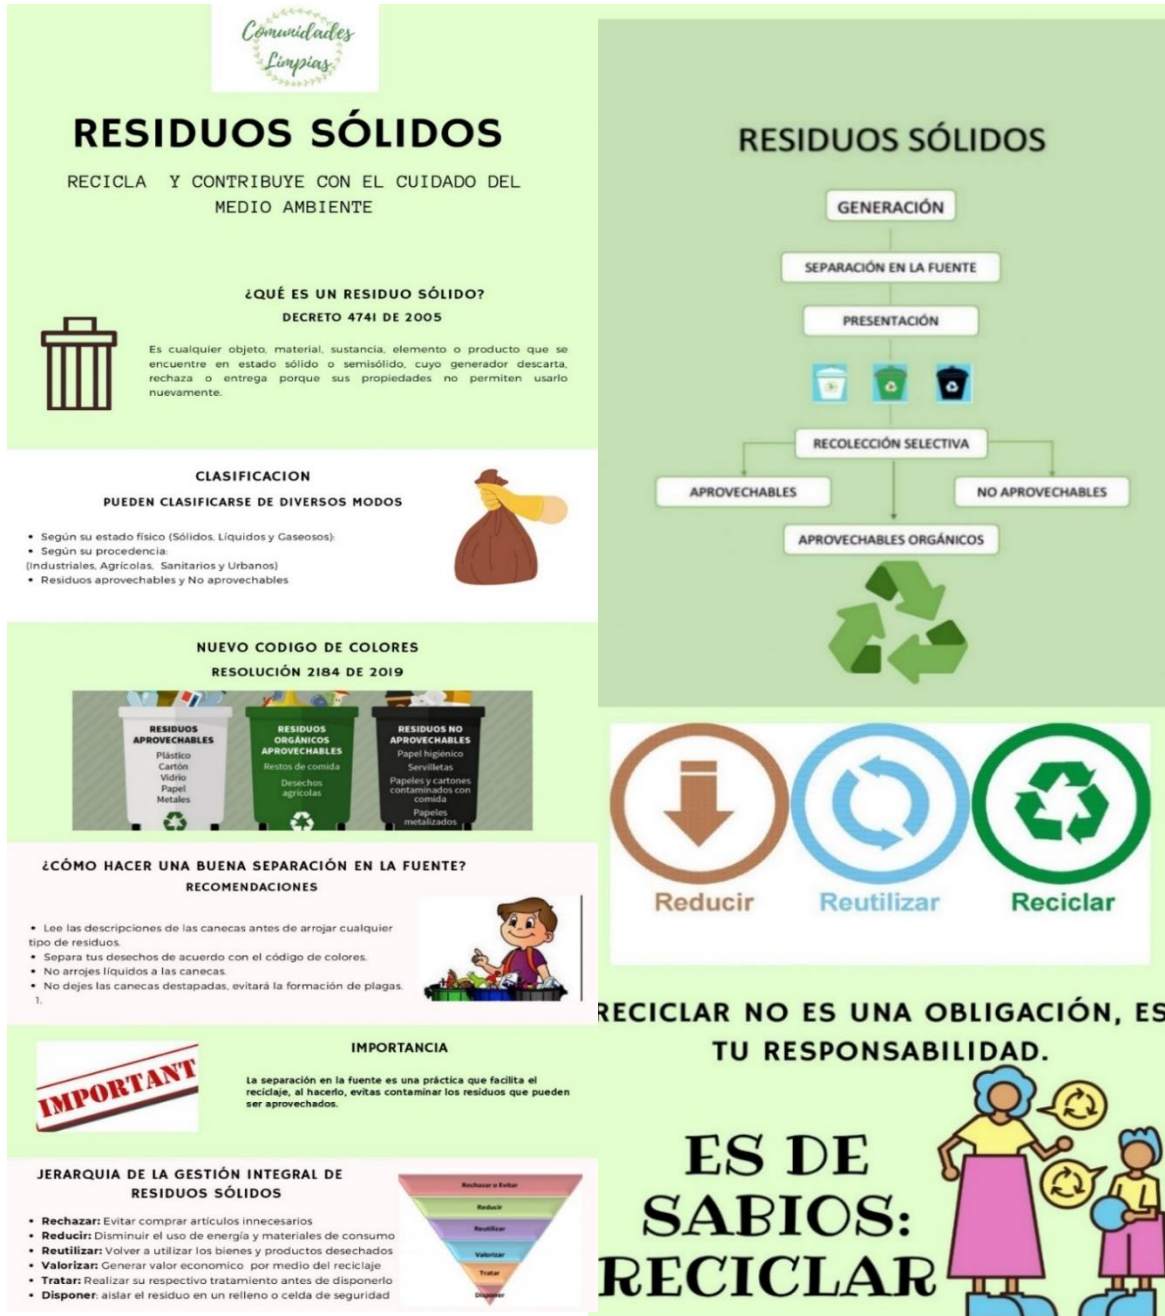 Comunidades
Limpias
RESIDUOS SÓLIDOS
RECICLA Y CONTRIBUYE CON EL CUIDADO DEL
MEDIO AMBIENTE
¿QUÉ ES UN RESIDUO SÓLIDO?
DECRETO 4741 DE 2005
Es cualquier objeto, material, sustancia, elemento o producto que se
encuentre en estado sólido o semisólido, cuyo generador descarta,
rechaza o entrega porque sus propiedades no permiten usarlo
nuevamente.
CLASIFICACION
PUEDEN CLASIFICARSE DE DIVERSOS MODOS
• Según su estado físico (Sólidos, Líquidos y Gaseosos):
• Según su procedencia:
(Industriales, Agrícolas, Sanitarios y Urbanos)
• Residuos aprovechables y No aprovechables
NUEVO CODIGO DE COLORES
RESOLUCIÓN 2184 DE 2019
RESIDUOS
APROVECHABLES
Plástico
Cartón
Vidrio
Papel
Metales
RESIDUOS
ORGÁNICOS
APROVECHABLES
Restos de comida
Desechos
agrícolas
RESIDUOS NO
APROVECHABLES
Papel higiénico
Servilletas
Papeles y cartones
contaminados con
comida
Papeles
metalizados
¿CÓMO HACER UNA BUENA SEPARACIÓN EN LA FUENTE?
RECOMENDACIONES
• Lee las descripciones de las canecas antes de arrojar cualquier
tipo de residuos.
• Separa tus desechos de acuerdo con el código de colores.
• No arrojes líquidos a las canecas.
• No dejes las canecas destapadas, evitará la formación de plagas.
1.
IMPORTANT
IMPORTANCIA
La separación en la fuente es una práctica que facilita el
reciclaje, al hacerlo, evitas contaminar los residuos que pueden
ser aprovechados.
JERARQUIA DE LA GESTIÓN INTEGRAL DE
RESIDUOS SÓLIDOS
• Rechazar: Evitar comprar artículos innecesarios
• Reducir: Disminuir el uso de energía y materiales de consumo
• Reutilizar: Volver a utilizar los bienes y productos desechados
• Valorizar: Generar valor economico por medio del reciclaje
• Tratar: Realizar su respectivo tratamiento antes de disponerlo
• Disponer: aislar el residuo en un relleno o celda de seguridad
Rechazar o Evitar
Reducir
Reutilizar
Valorizar
Tratar
Disponer
RESIDUOS SÓLIDOS
GENERACIÓN
SEPARACIÓN EN LA FUENTE
PRESENTACIÓN
RECOLECCIÓN SELECTIVA
APROVECHABLES
NO APROVECHABLES
APROVECHABLES ORGÁNICOS
Reducir
Reutilizar
Reciclar
RECICLAR NO ES UNA OBLIGACIÓN, ES
TU RESPONSABILIDAD.
ES DE
SABIOS:
RECICLAR